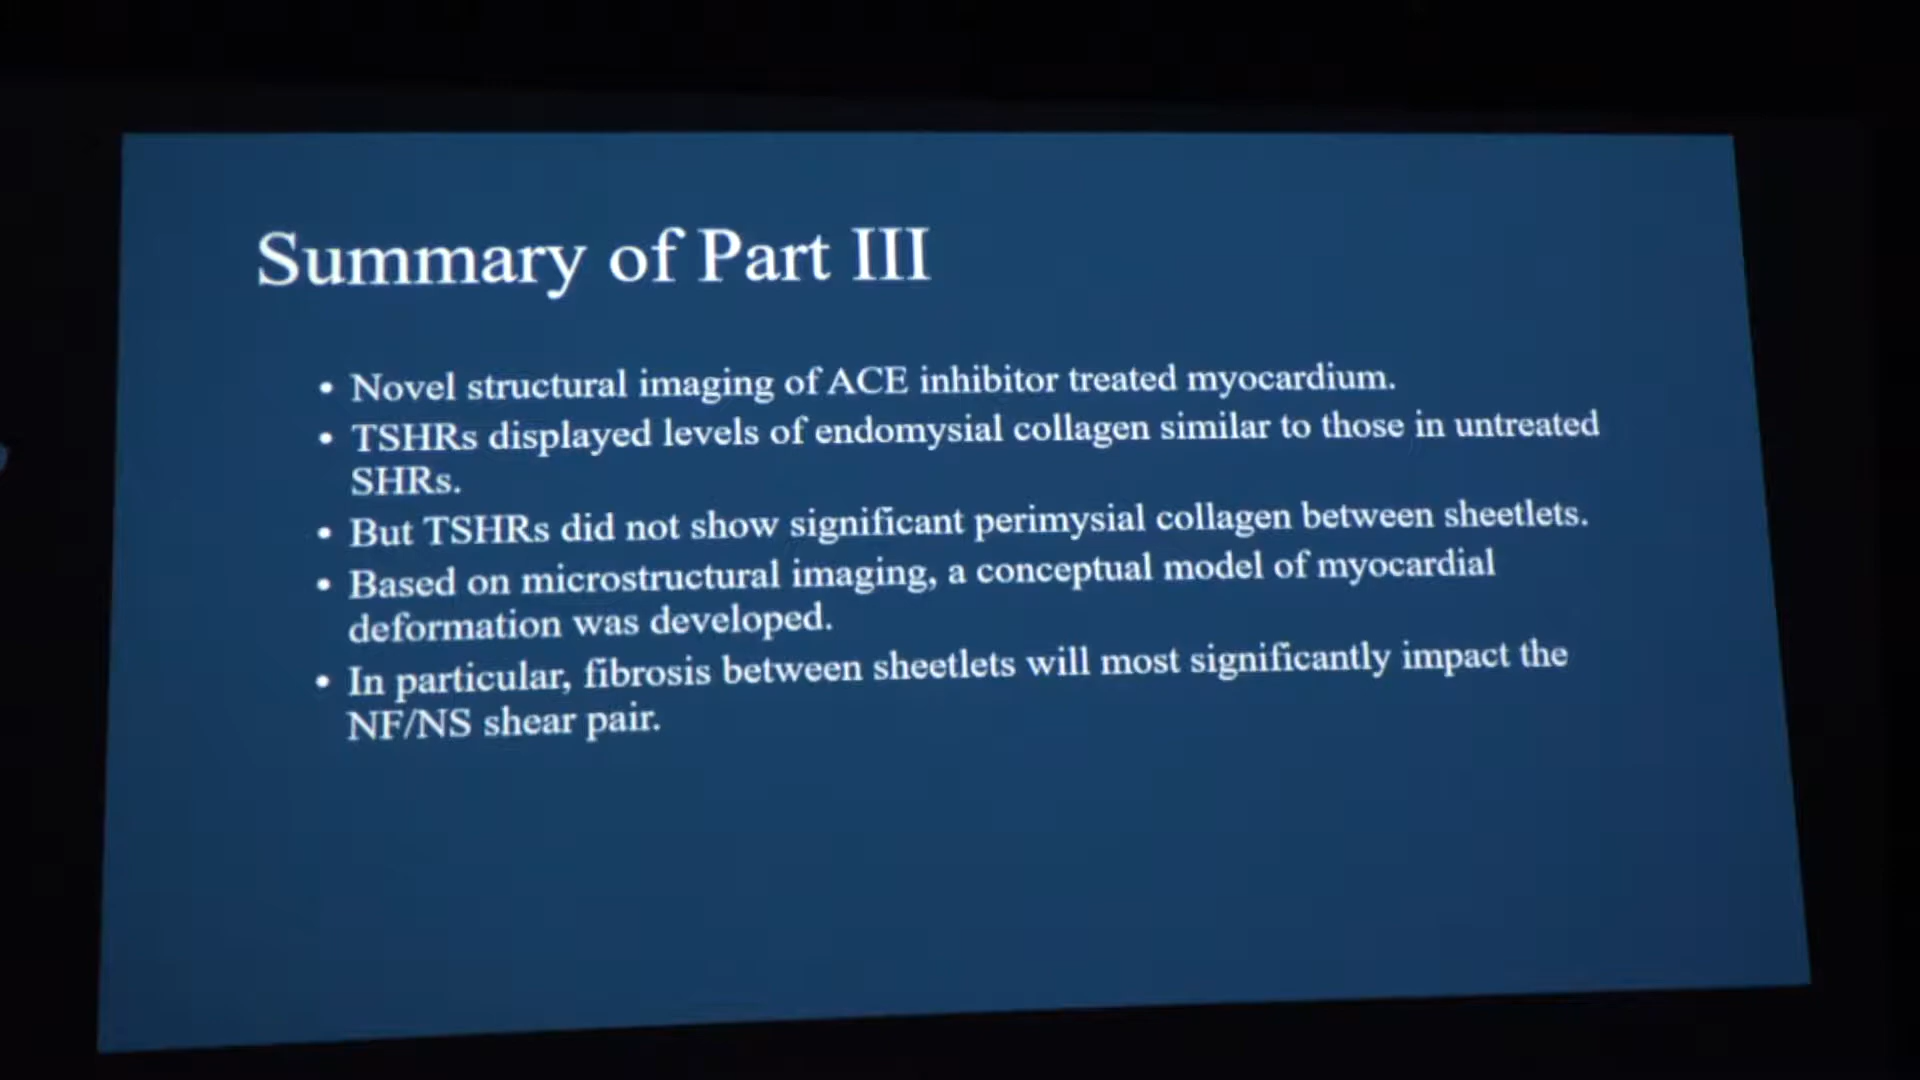 Summary of Part III
• Novel structural imaging of ACE inhibitor treated myocardium.
• TSHRs displayed levels of endomysial collagen similar to those in untreated
SHRs.
• But TSHRs did not show significant perimysial collagen between sheetlets.
• Based on microstructural imaging, a conceptual model of myocardial
deformation was developed.
• In particular, fibrosis between sheetlets will most significantly impact the
NF/NS shear pair.